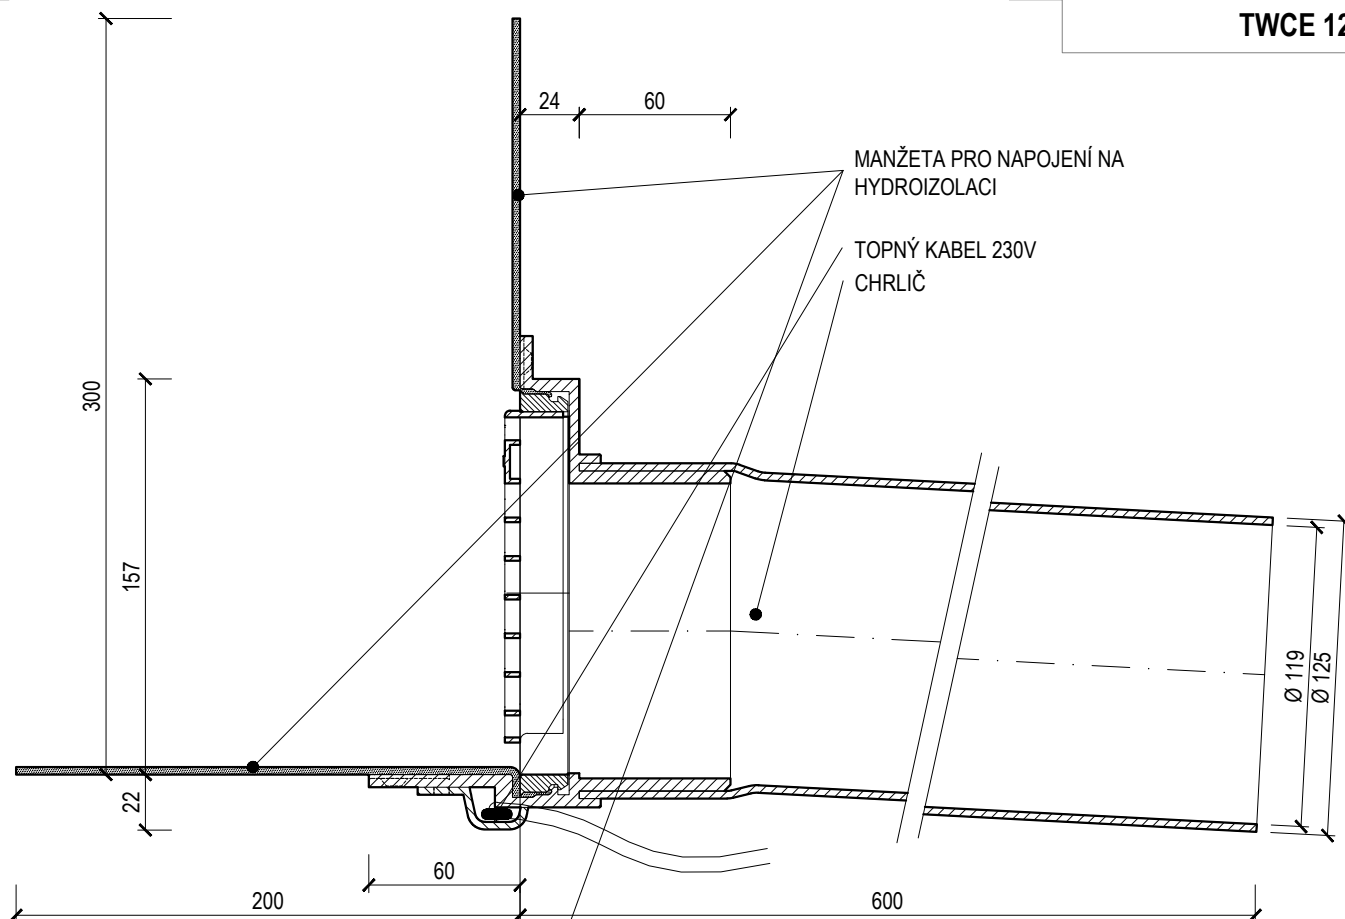 TWCE 12
24
60
MANŽETA PRO NAPOJENÍ NA
HYDROIZOLACI
TOPNÝ KABEL 230V
CHRLIČ
300
157
22
Ø 119
Ø 125
60
200
600